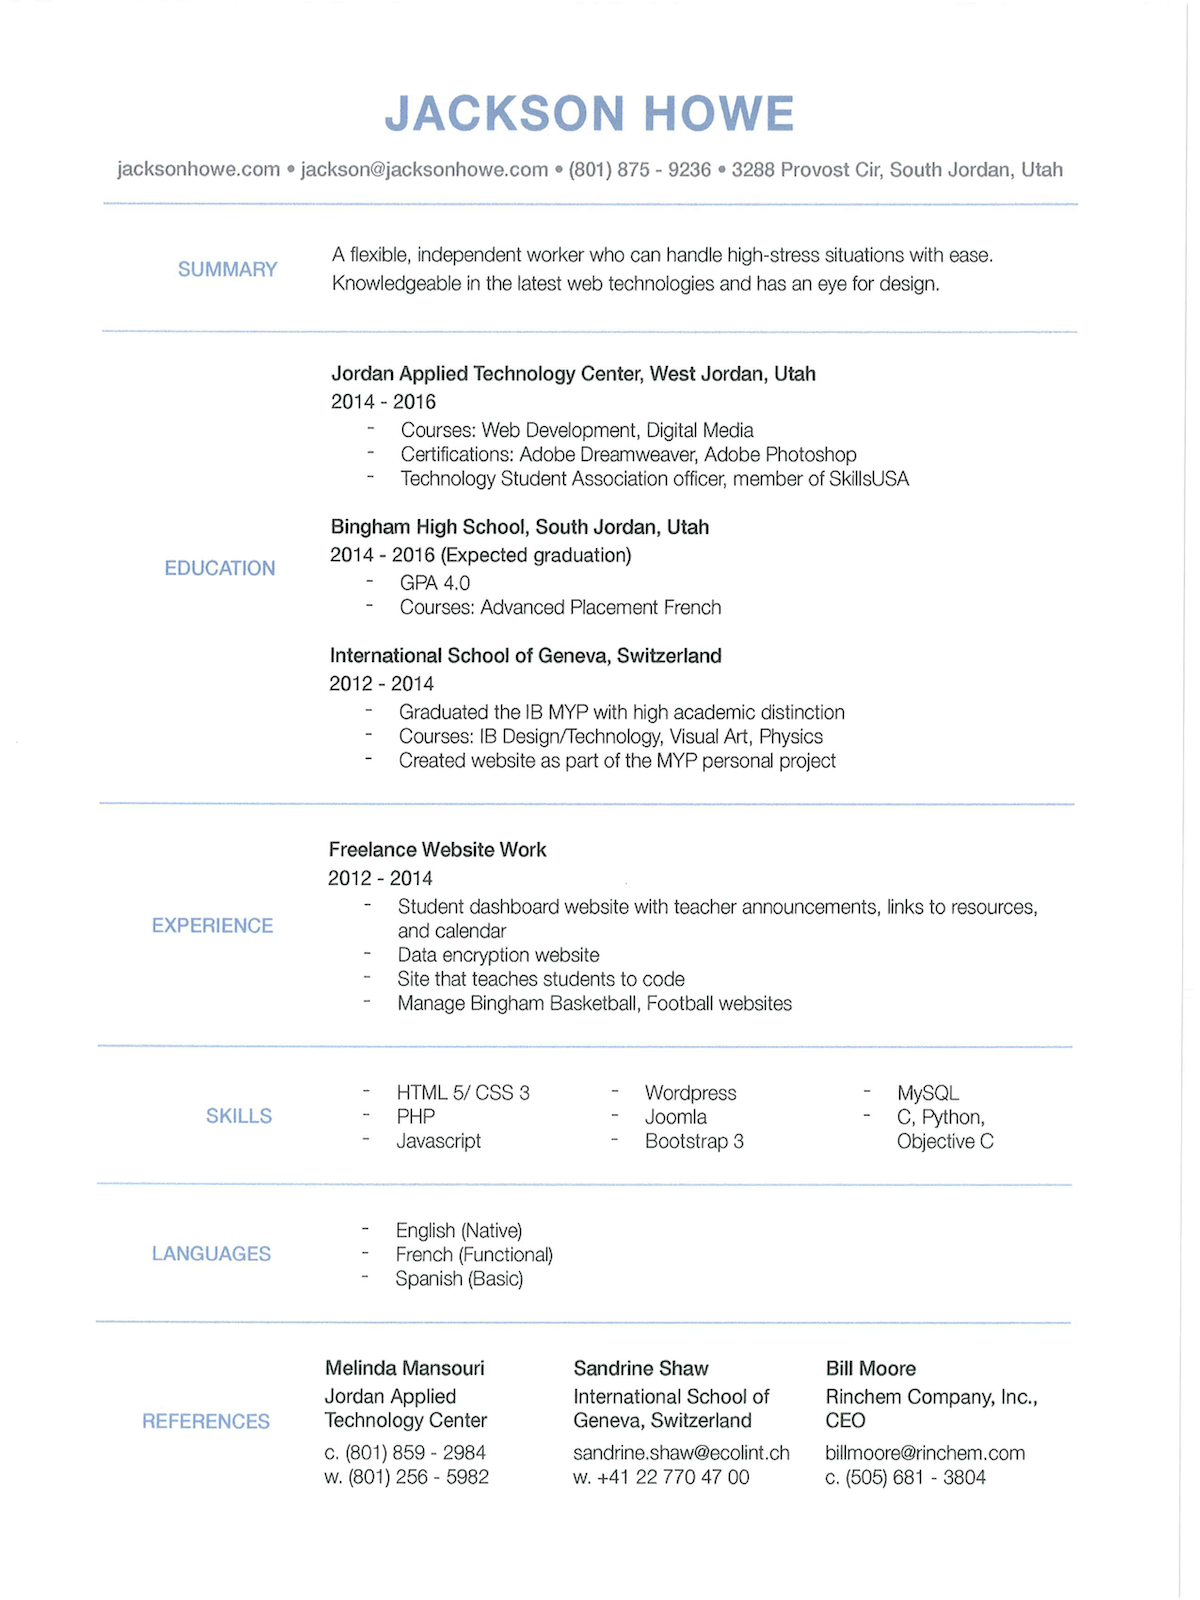 JACKSON HOWE
jacksonhowe.com • jackson@jacksonhowe.com • (801) 875 - 9236 • 3288 Provost Cir, South Jordan, Utah
SUMMARY
A flexible, independent worker who can handle high-stress situations with ease.
Knowledgeable in the latest web technologies and has an eye for design.
EDUCATION
Jordan Applied Technology Center, West Jordan, Utah
2014 - 2016
- Courses: Web Development, Digital Media
- Certifications: Adobe Dreamweaver, Adobe Photoshop
- Technology Student Association officer, member of SkillsUSA
Bingham High School, South Jordan, Utah
2014 - 2016 (Expected graduation)
- GPA 4.0
- Courses: Advanced Placement French
International School of Geneva, Switzerland
2012 - 2014
- Graduated the IB MYP with high academic distinction
- Courses: IB Design/Technology, Visual Art, Physics
- Created website as part of the MYP personal project
EXPERIENCE
Freelance Website Work
2012 - 2014
- Student dashboard website with teacher announcements, links to resources,
and calendar
- Data encryption website
- Site that teaches students to code
- Manage Bingham Basketball, Football websites
SKILLS
- HTML 5/ CSS 3
- PHP
- Javascript
- Wordpress
- Joomla
- Bootstrap 3
- MySQL
- C, Python,
Objective C
LANGUAGES
- English (Native)
- French (Functional)
- Spanish (Basic)
REFERENCES
Melinda Mansouri
Jordan Applied
Technology Center
c. (801) 859 - 2984
w. (801) 256 - 5982
Sandrine Shaw
International School of
Geneva, Switzerland
sandrine.shaw@ecolint.ch
w. +41 22 770 47 00
Bill Moore
Rinchem Company, Inc.,
CEO
billmoore@rinchem.com
c. (505) 681 - 3804